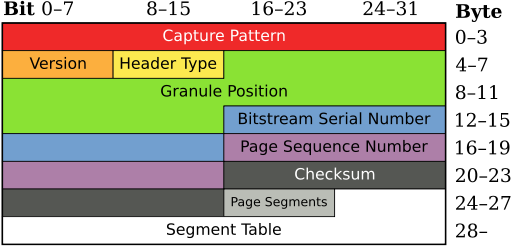 Bit 0–7 8–15 16–23 24–31 Byte
Capture Pattern 0–3
Version Header Type 4–7
Granule Position 8–11
Bitstream Serial Number 12–15
Page Sequence Number 16–19
Checksum 20–23
Page Segments 24–27
Segment Table 28–